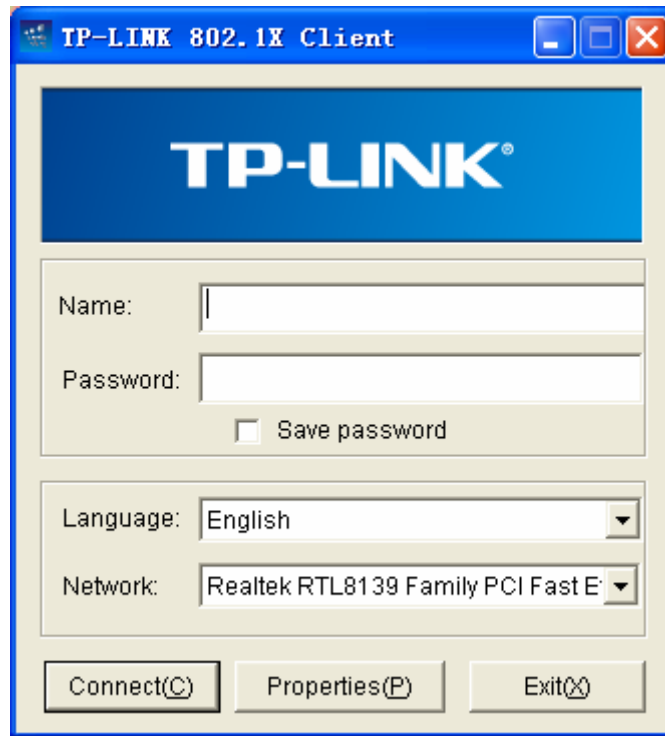 TP-LINK 802.1X Client
TP-LINK®
Name:
Password:
Save password
Language: English
Network: Realtek RTL8139 Family PCI Fast E
Connect(C) Properties(P) Exit(X)